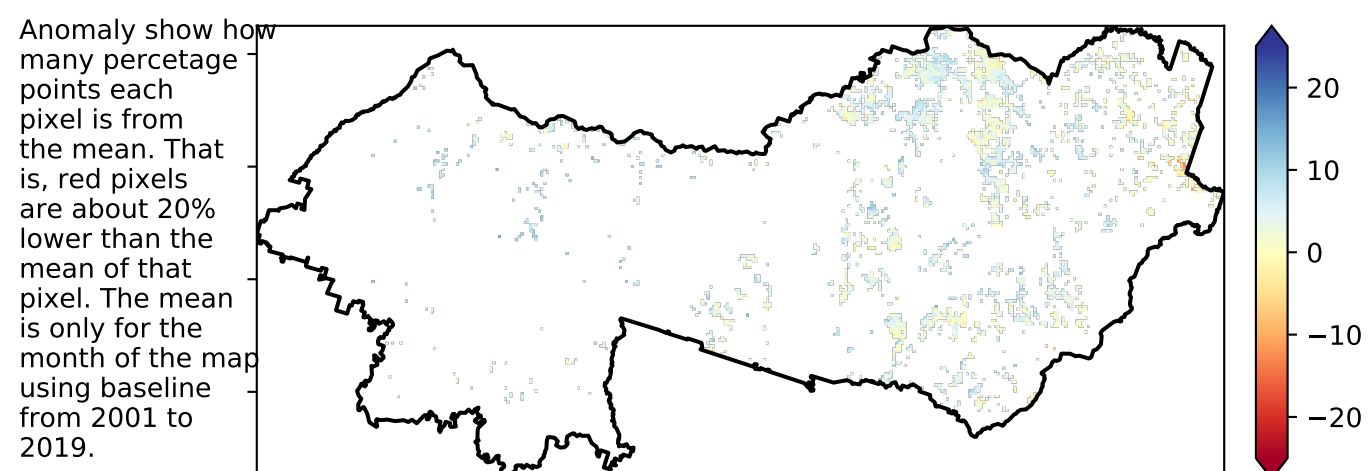 Anomaly show how
many percetage
points each
pixel is from
the mean. That
is, red pixels
are about 20%
lower than the
mean of that
pixel. The mean
is only for the
month of the map
using baseline
from 2001 to
2019.
20
10
0
−10
−20